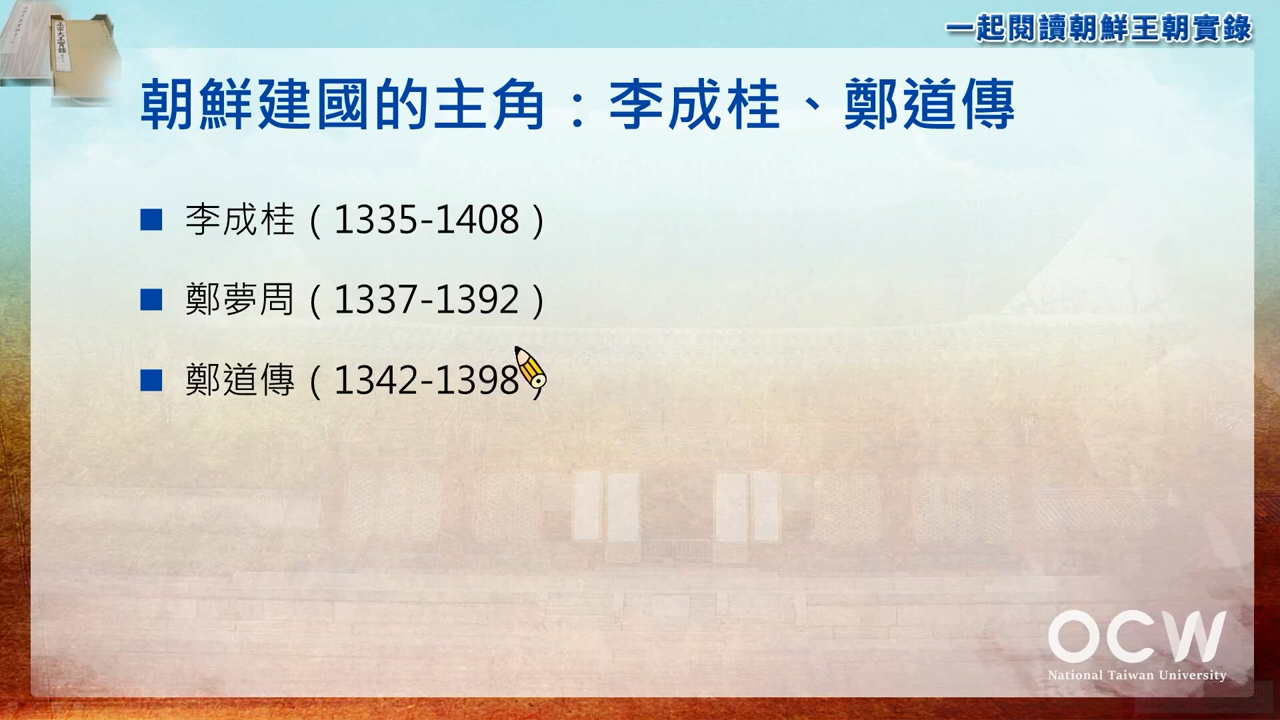 一起閱讀朝鮮王朝實錄
朝鮮建國的主角：李成桂、鄭道傳
李成桂（1335-1408）
鄭夢周（1337-1392）
鄭道傳（1342-1398）
OCW
National Taiwan University